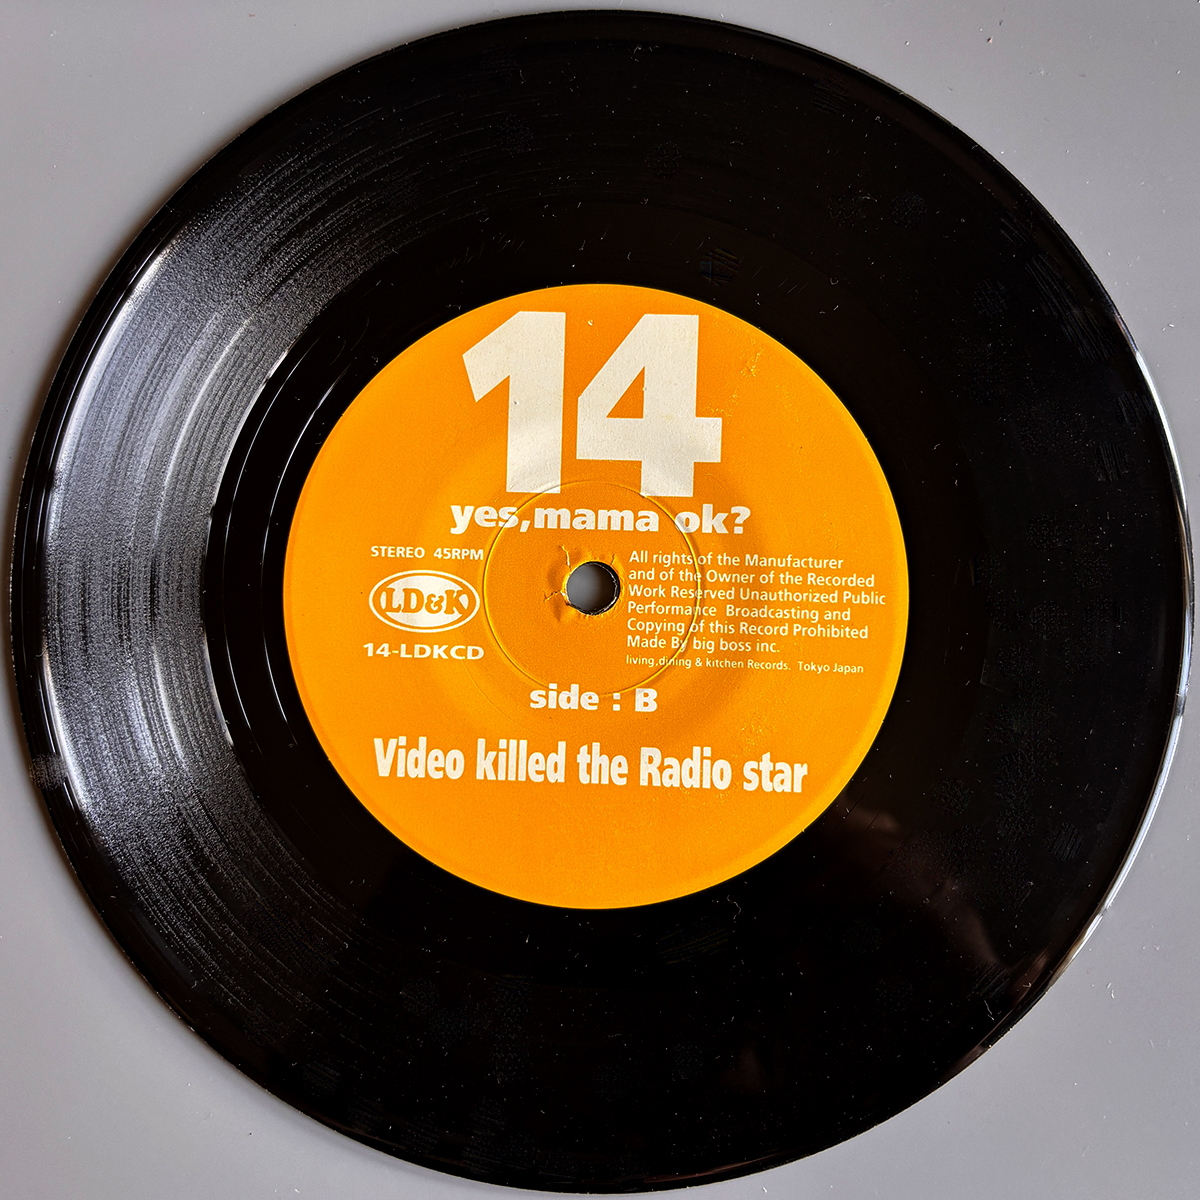 14
yes,mama ok?
STEREO 45RPM
LD&K
14-LDKCD
All rights of the Manufacturer
and of the Owner of the Recorded
Work Reserved Unauthorized Public
Performance Broadcasting and
Copying of this Record Prohibited
Made By big boss inc.
living,dining & kitchen Records. Tokyo Japan
side : B
Video killed the Radio star